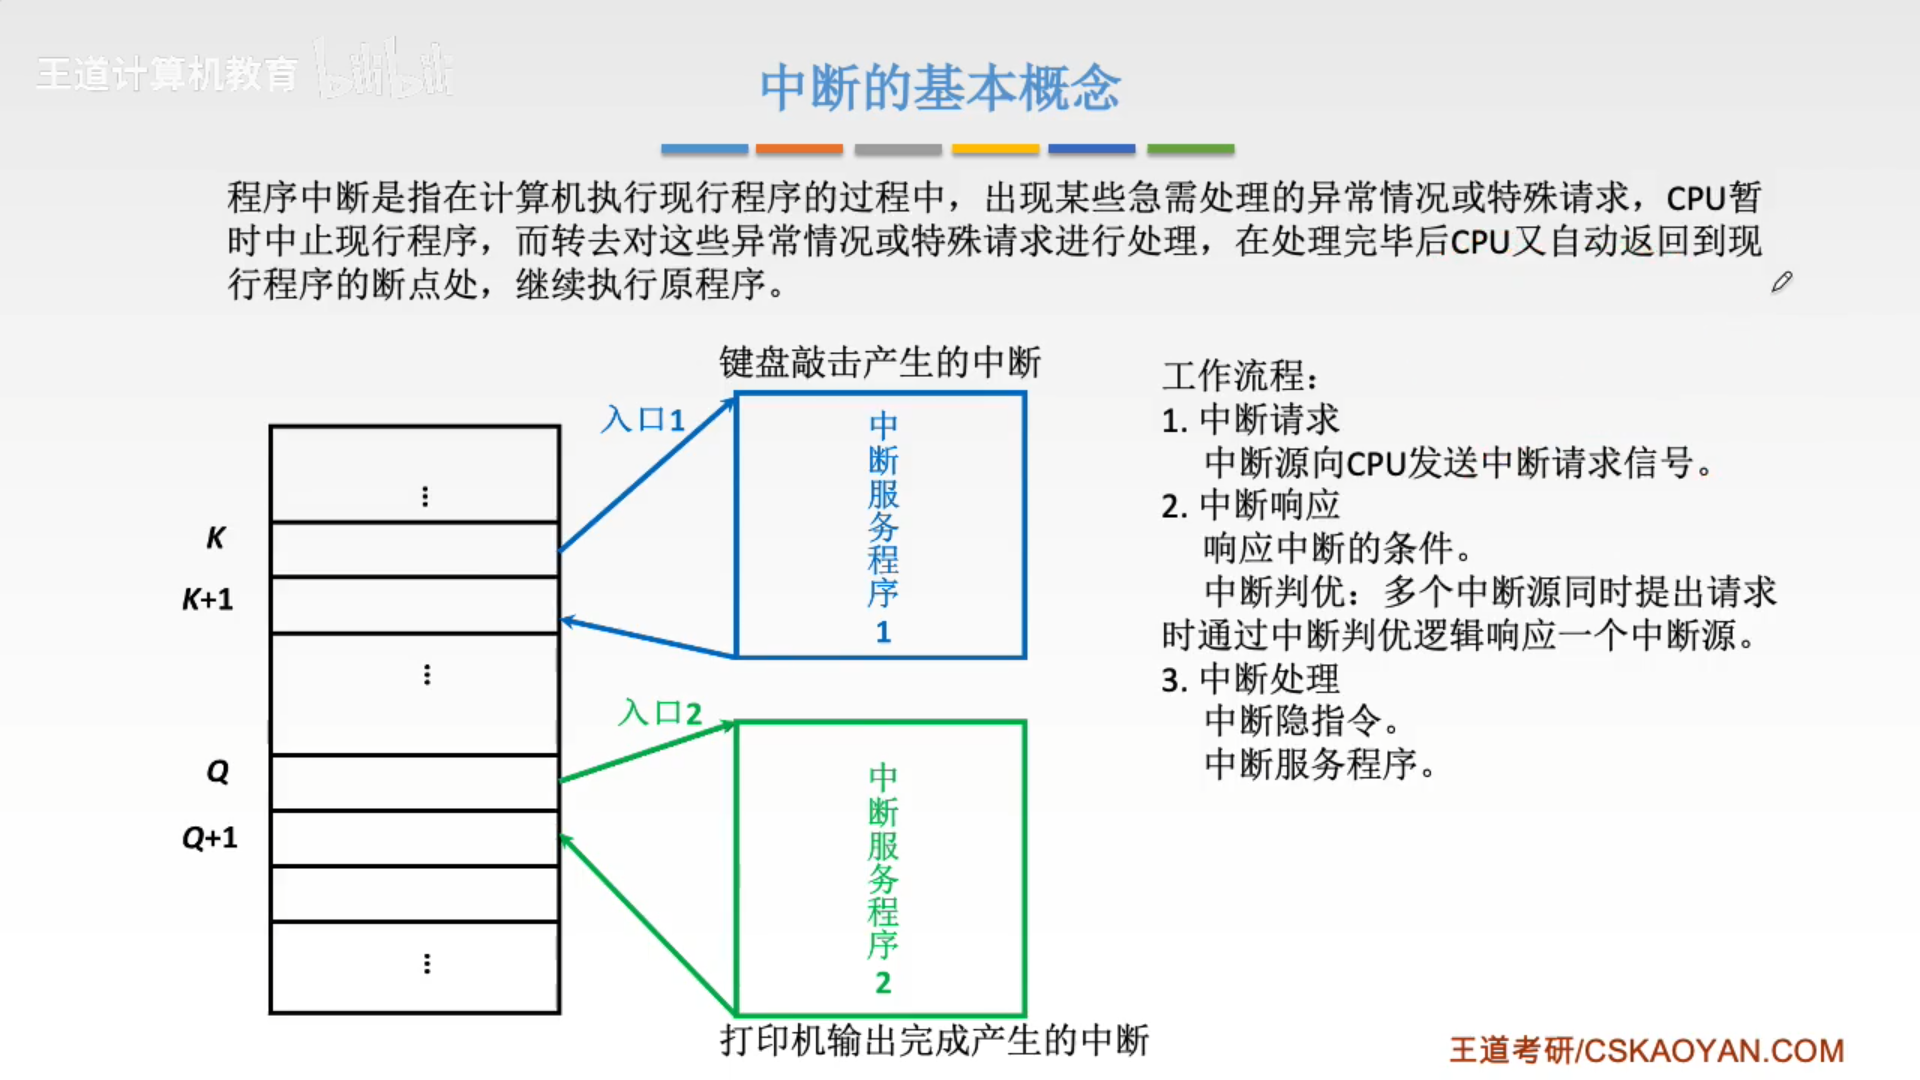 王道计算机教育 bilibili
中断的基本概念
程序中断是指在计算机执行现行程序的过程中，出现某些急需处理的异常情况或特殊请求，CPU暂
时中止现行程序，而转去对这些异常情况或特殊请求进行处理，在处理完毕后CPU又自动返回到现
行程序的断点处，继续执行原程序。
键盘敲击产生的中断
入口1
中
断
服
务
程
序
1
⋮
K
K+1
⋮
入口2
Q
Q+1
⋮
中
断
服
务
程
序
2
打印机输出完成产生的中断
工作流程：
1. 中断请求
中断源向CPU发送中断请求信号。
2. 中断响应
响应中断的条件。
中断判优：多个中断源同时提出请求
时通过中断判优逻辑响应一个中断源。
3. 中断处理
中断隐指令。
中断服务程序。
王道考研/CSKAOYAN.COM